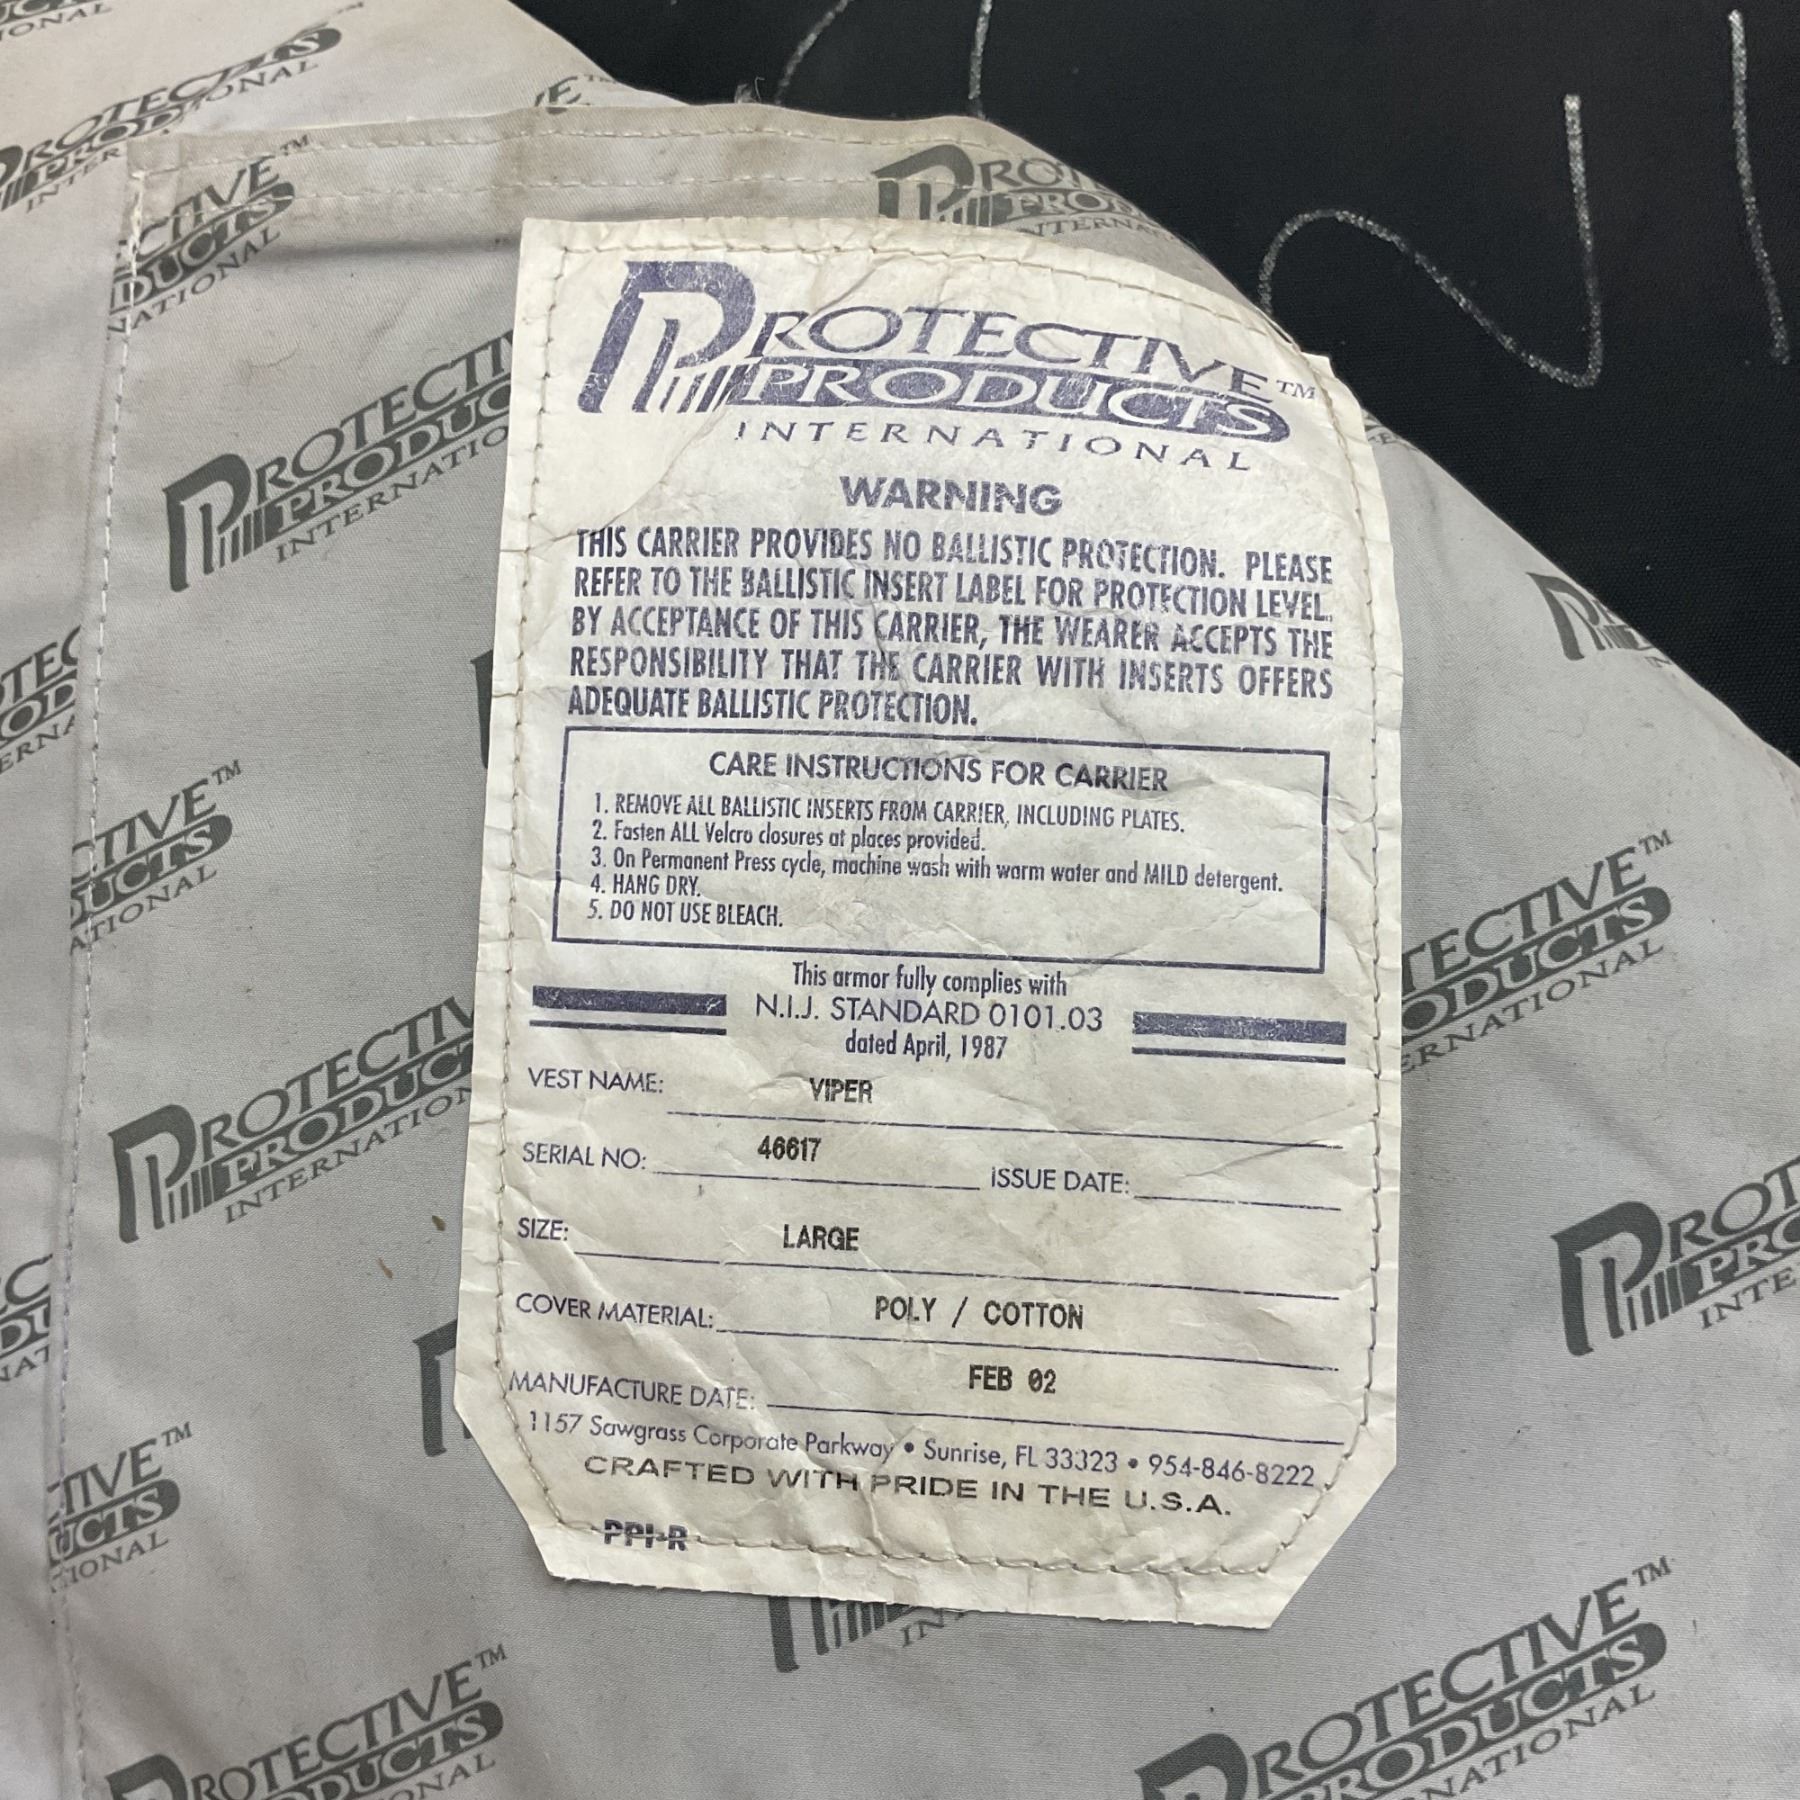 PROTECTIVE™
PRODUCTS
INTERNATIONAL
WARNING
THIS CARRIER PROVIDES NO BALLISTIC PROTECTION. PLEASE
REFER TO THE BALLISTIC INSERT LABEL FOR PROTECTION LEVEL.
BY ACCEPTANCE OF THIS CARRIER, THE WEARER ACCEPTS THE
RESPONSIBILITY THAT THE CARRIER WITH INSERTS OFFERS
ADEQUATE BALLISTIC PROTECTION.
CARE INSTRUCTIONS FOR CARRIER
1. REMOVE ALL BALLISTIC INSERTS FROM CARRIER, INCLUDING PLATES.
2. Fasten ALL Velcro closures at places provided.
3. On Permanent Press cycle, machine wash with warm water and MILD detergent.
4. HANG DRY.
5. DO NOT USE BLEACH.
This armor fully complies with
N.I.J. STANDARD 0101.03
dated April, 1987
VEST NAME: VIPER
SERIAL NO: 46617 ISSUE DATE:
SIZE: LARGE
COVER MATERIAL: POLY / COTTON
MANUFACTURE DATE: FEB 02
1157 Sawgrass Corporate Parkway • Sunrise, FL 33323 • 954-846-8222
CRAFTED WITH PRIDE IN THE U.S.A.
PPI-R